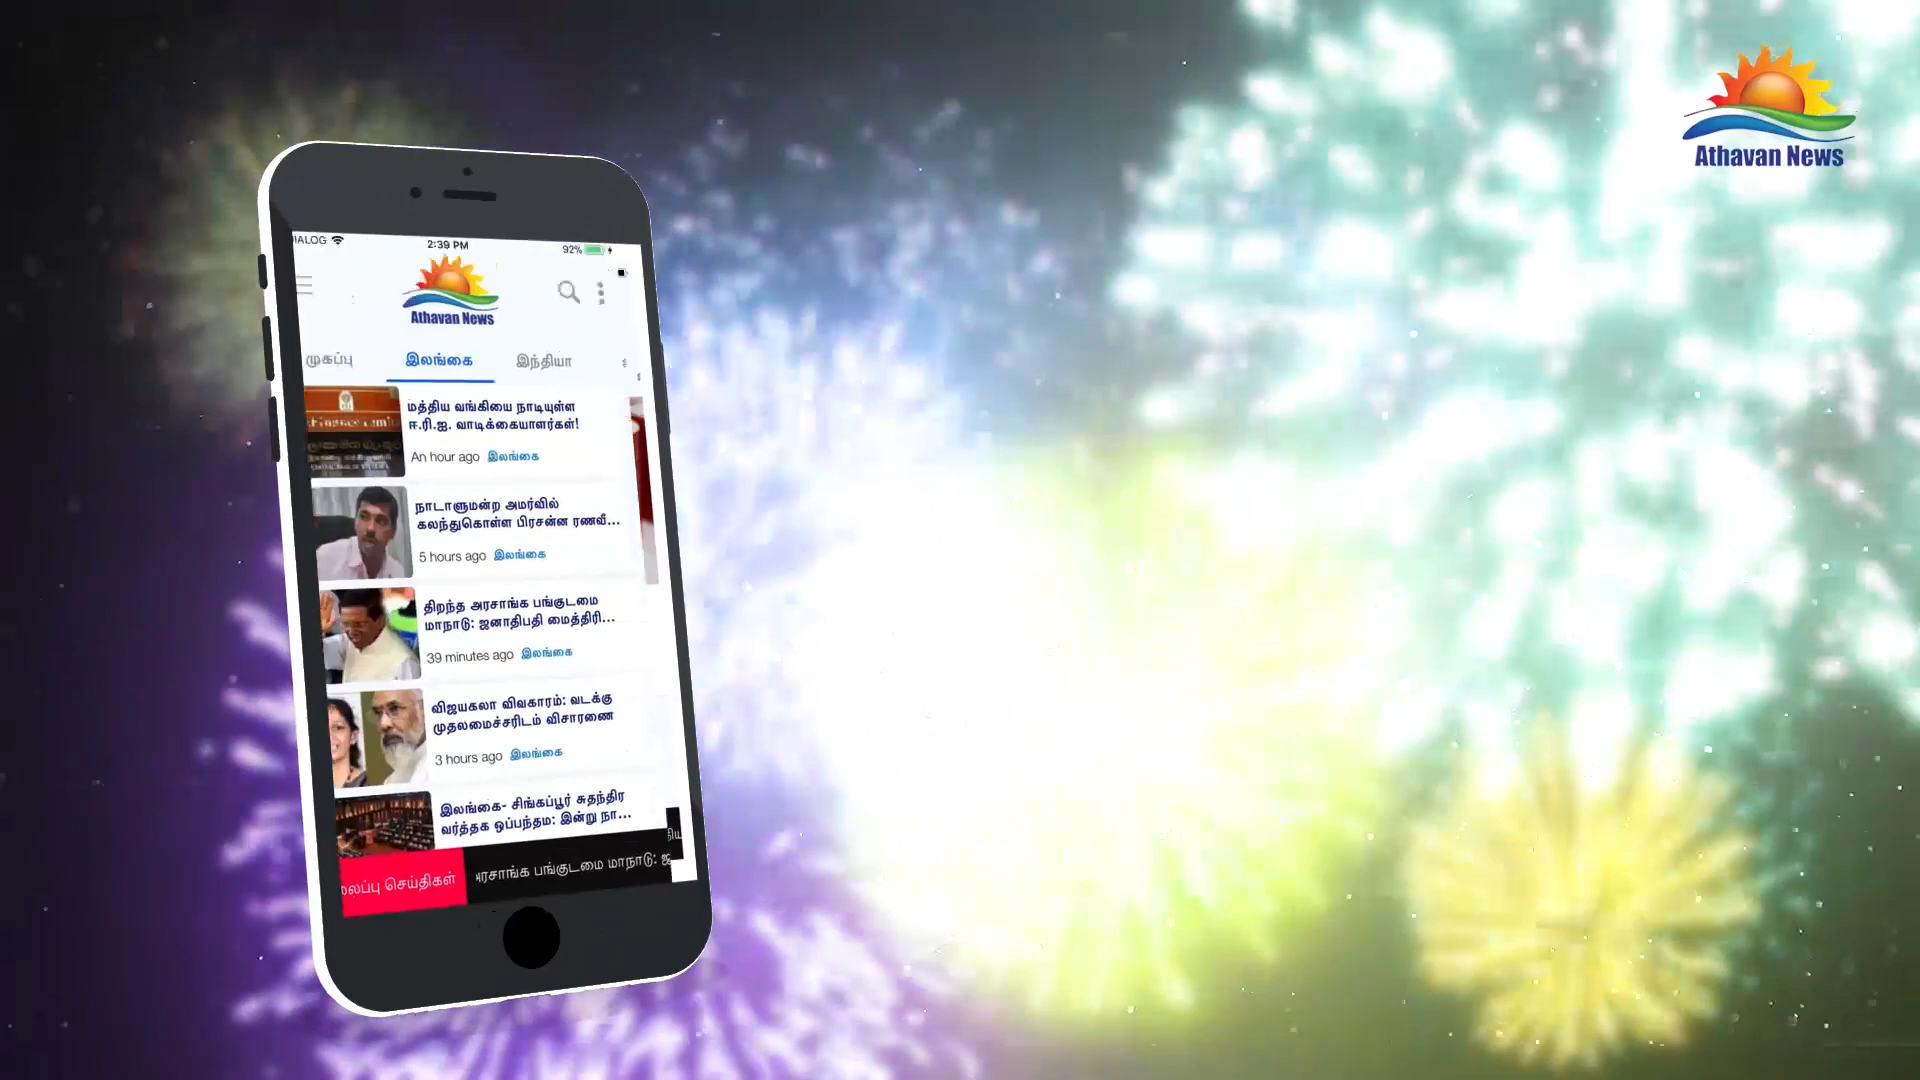 Athavan News
DIALOG 2:39 PM 92%
Athavan News
முகப்பு இலங்கை இந்தியா
மத்திய வங்கியை நாடியுள்ள
ஈ.ரி.ஐ. வாடிக்கையாளர்கள்!
An hour ago இலங்கை
நாடாளுமன்ற அமர்வில்
கலந்துகொள்ள பிரசன்ன ரணவீ...
5 hours ago இலங்கை
திறந்த அரசாங்க பங்குடமை
மாநாடு: ஜனாதிபதி மைத்திரி...
39 minutes ago இலங்கை
விஜயகலா விவகாரம்: வடக்கு
முதலமைச்சரிடம் விசாரணை
3 hours ago இலங்கை
இலங்கை- சிங்கப்பூர் சுதந்திர
வர்த்தக ஒப்பந்தம்: இன்று நா...
செய்திகள் பங்குடமை மாநாடு: